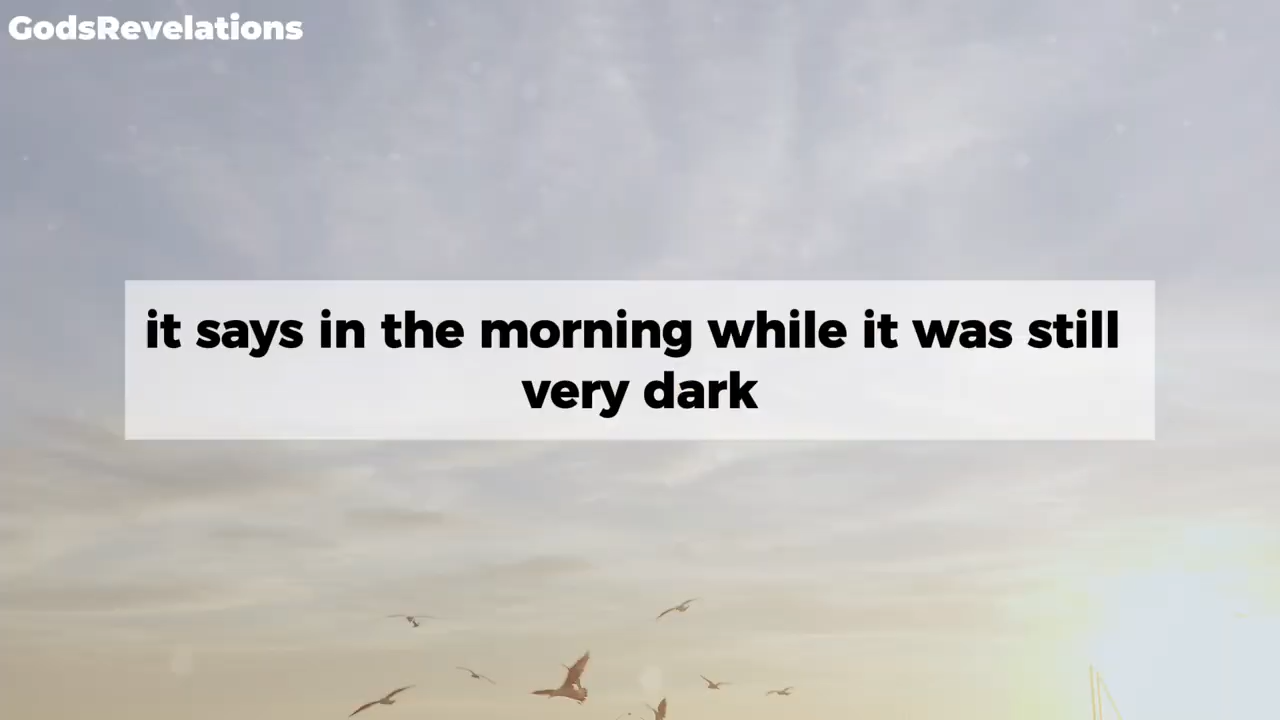 GodsRevelations
it says in the morning while it was still
very dark